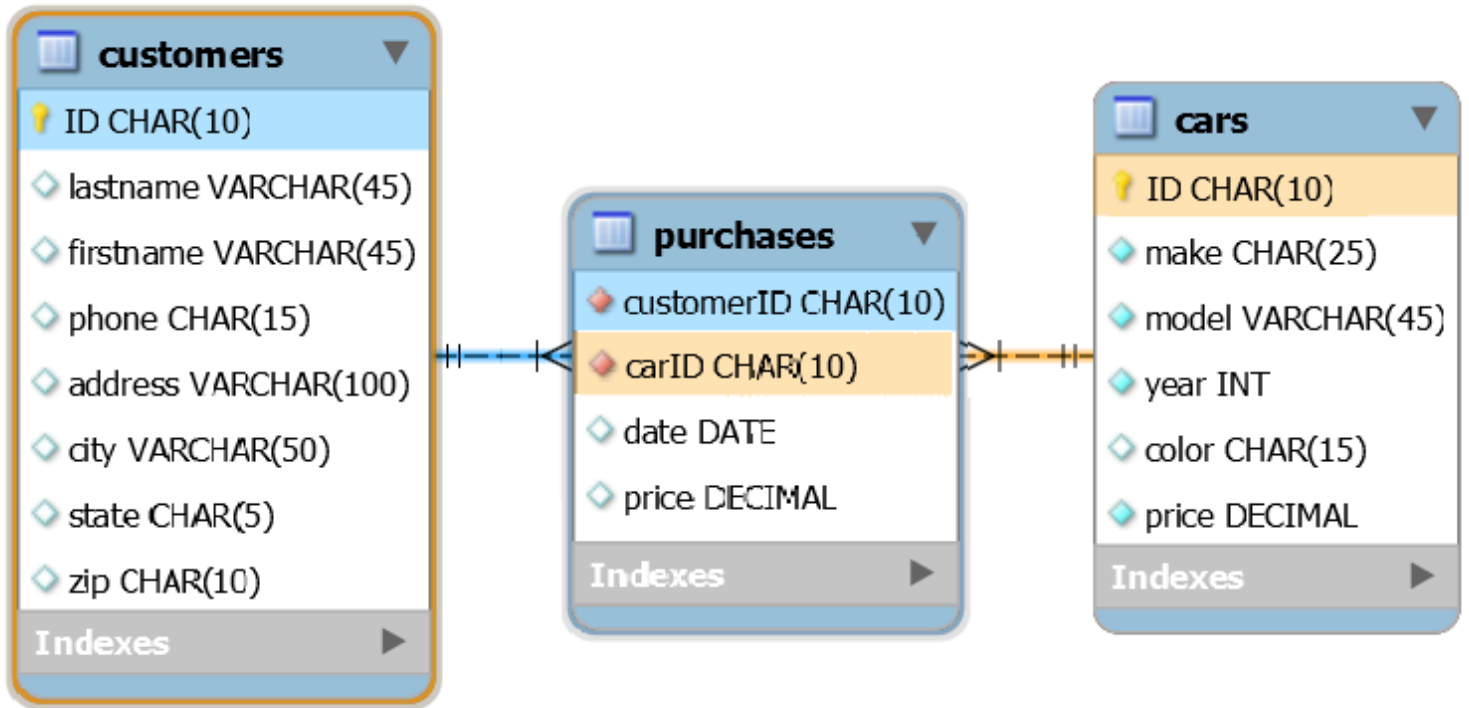 customers
ID CHAR(10)
lastname VARCHAR(45)
firstname VARCHAR(45)
phone CHAR(15)
address VARCHAR(100)
city VARCHAR(50)
state CHAR(5)
zip CHAR(10)
Indexes
purchases
customerID CHAR(10)
carID CHAR(10)
date DATE
price DECIMAL
Indexes
cars
ID CHAR(10)
make CHAR(25)
model VARCHAR(45)
year INT
color CHAR(15)
price DECIMAL
Indexes